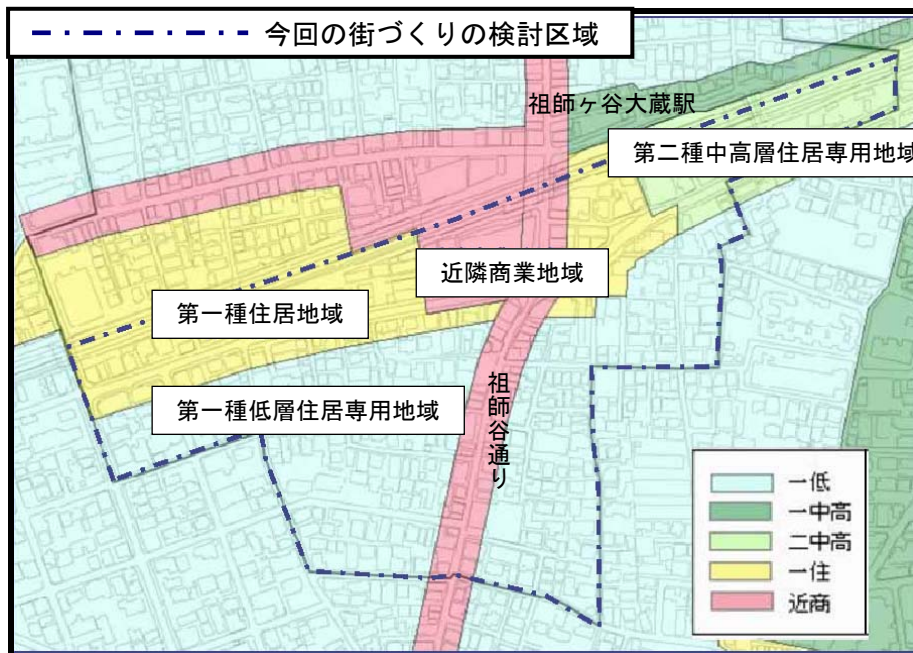 今回の街づくりの検討区域
祖師ヶ谷大蔵駅
第二種中高層住居専用地域
近隣商業地域
第一種住居地域
第一種低層住居専用地域
祖師谷通り
一低
一中高
二中高
一住
近商